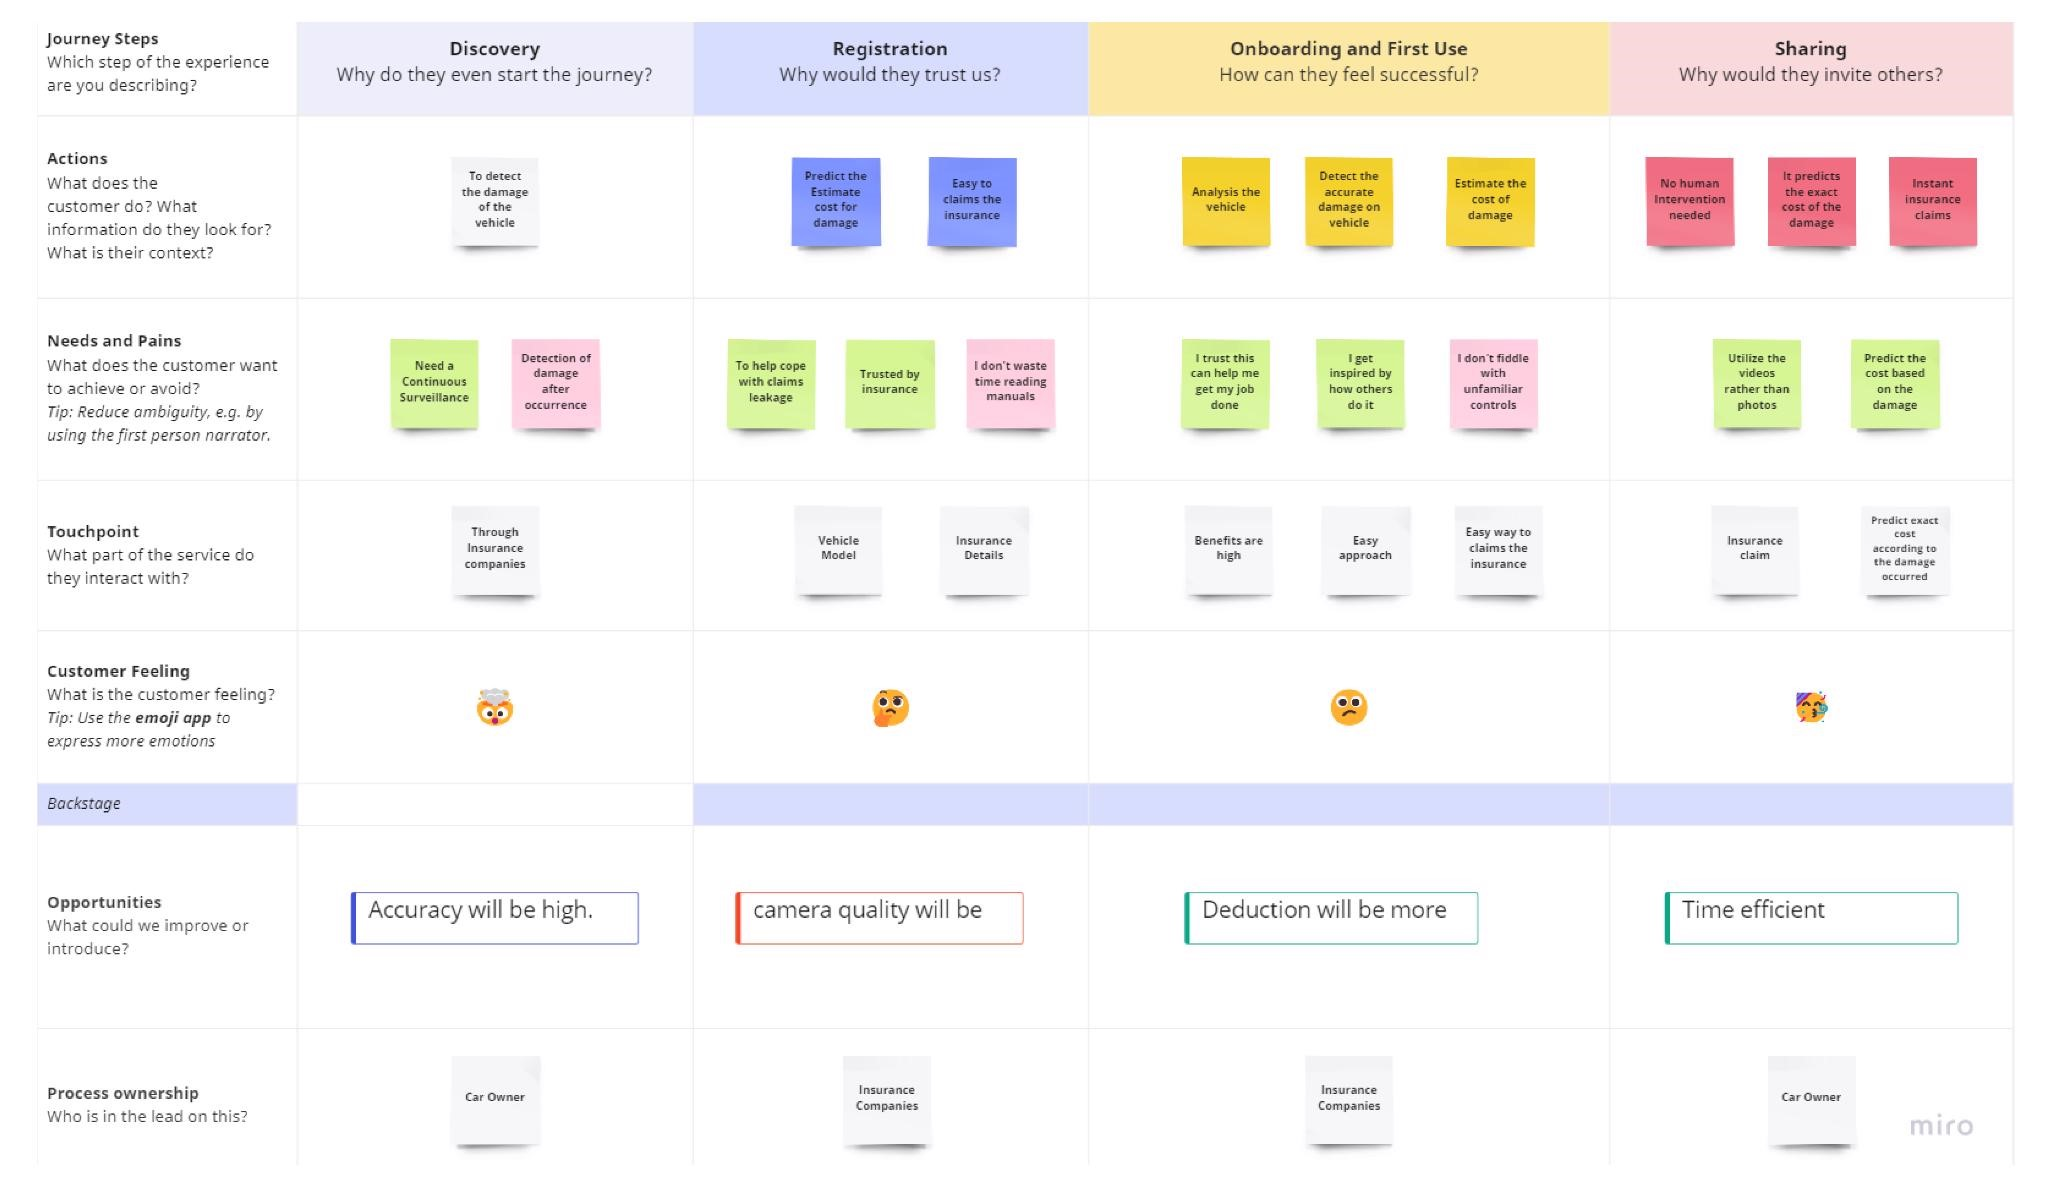 Journey Steps
Which step of the experience
are you describing?
Discovery
Why do they even start the journey?
Registration
Why would they trust us?
Onboarding and First Use
How can they feel successful?
Sharing
Why would they invite others?
Actions
What does the
customer do? What
information do they look for?
What is their context?
To detect
the damage
of the
vehicle
Predict the
Estimate
cost for
damage
Easy to
claims the
insurance
Analysis the
vehicle
Detect the
accurate
damage on
vehicle
Estimate the
cost of
damage
No human
Intervention
needed
It predicts
the exact
cost of the
damage
Instant
insurance
claims
Needs and Pains
What does the customer want
to achieve or avoid?
Tip: Reduce ambiguity, e.g. by
using the first person narrator.
Need a
Continuous
Surveillance
Detection of
damage
after
occurrence
To help cope
with claims
leakage
Trusted by
insurance
I don't waste
time reading
manuals
I trust this
can help me
get my job
done
I get
inspired by
how others
do it
I don't fiddle
with
unfamiliar
controls
Utilize the
videos
rather than
photos
Predict the
cost based
on the
damage
Touchpoint
What part of the service do
they interact with?
Through
Insurance
companies
Vehicle
Model
Insurance
Details
Benefits are
high
Easy
approach
Easy way to
claims the
insurance
Insurance
claim
Predict exact
cost
according to
the damage
occurred
Customer Feeling
What is the customer feeling?
Tip: Use the emoji app to
express more emotions
Backstage
Opportunities
What could we improve or
introduce?
Accuracy will be high.
camera quality will be
Deduction will be more
Time efficient
Process ownership
Who is in the lead on this?
Car Owner
Insurance
Companies
Insurance
Companies
Car Owner
miro